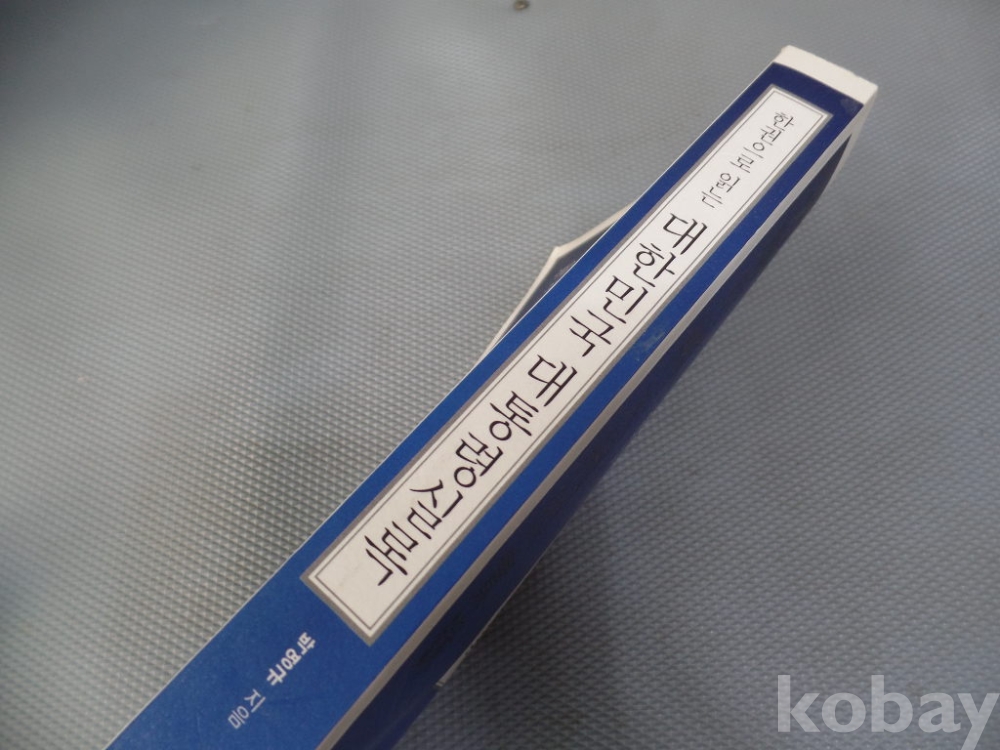 한권으로 읽는 대한민국 대통령실록
박영규 지음
kobay